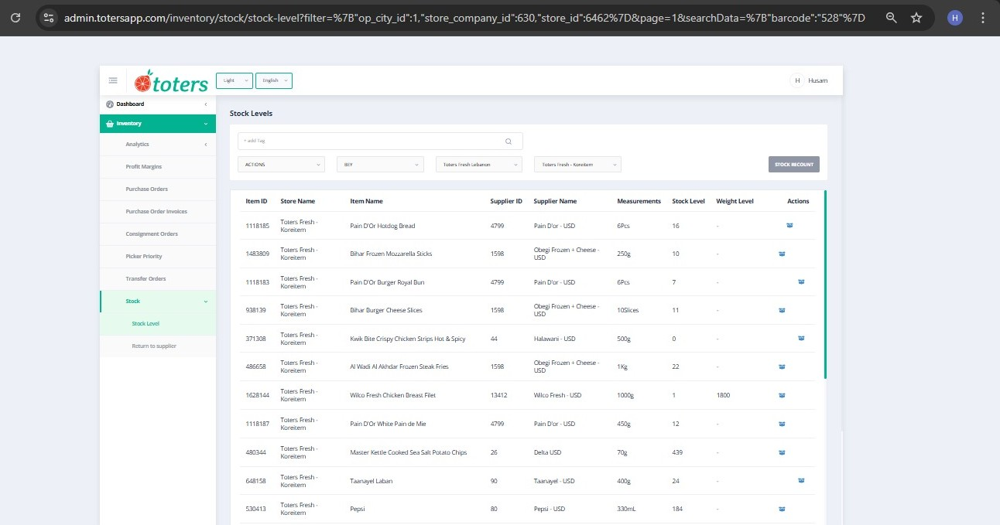 admin.totersapp.com/inventory/stock/stock-level?filter=%7B"op_city_id":1,"store_company_id":630,"store_id":6462%7D&page=1&searchData=%7B"barcode":"528"%7D
H
toters
Light
English
H Husam
Dashboard
Inventory
Analytics
Profit Margins
Purchase Orders
Purchase Order Invoices
Consignment Orders
Picker Priority
Transfer Orders
Stock
Stock Level
Return to supplier
Stock Levels
+ add Tag
ACTIONS BEY Toters Fresh Lebanon Toters Fresh - Koreitem STOCK RECOUNT
Item ID Store Name Item Name Supplier ID Supplier Name Measurements Stock Level Weight Level Actions
1118185 Toters Fresh - Koreitem Pain D'Or Hotdog Bread 4799 Pain D'or - USD 6Pcs 16 -
1483809 Toters Fresh - Koreitem Bihar Frozen Mozzarella Sticks 1598 Obegi Frozen + Cheese - USD 250g 10 -
1118183 Toters Fresh - Koreitem Pain D'Or Burger Royal Bun 4799 Pain D'or - USD 6Pcs 7 -
938139 Toters Fresh - Koreitem Bihar Burger Cheese Slices 1598 Obegi Frozen + Cheese - USD 10Slices 11 -
371308 Toters Fresh - Koreitem Kwik Bite Crispy Chicken Strips Hot & Spicy 44 Halawani - USD 500g 0 -
486658 Toters Fresh - Koreitem Al Wadi Al Akhdar Frozen Steak Fries 1598 Obegi Frozen + Cheese - USD 1Kg 22 -
1628144 Toters Fresh - Koreitem Wilco Fresh Chicken Breast Filet 13412 Wilco Fresh - USD 1000g 1 1800
1118187 Toters Fresh - Koreitem Pain D'Or White Pain de Mie 4799 Pain D'or - USD 450g 12 -
480344 Toters Fresh - Koreitem Master Kettle Cooked Sea Salt Potato Chips 26 Delta USD 70g 439 -
648158 Toters Fresh - Koreitem Taanayel Laban 90 Taanayel - USD 400g 24 -
530413 Toters Fresh - Koreitem Pepsi 80 Pepsi - USD 330mL 184 -